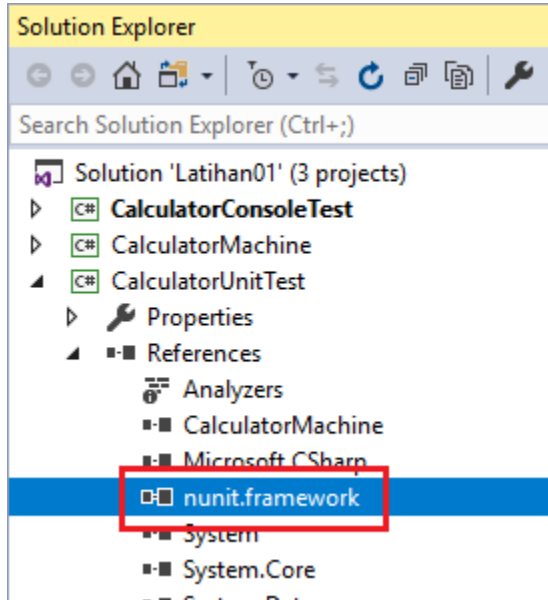 Solution Explorer
Search Solution Explorer (Ctrl+;)
Solution 'Latihan01' (3 projects)
C# CalculatorConsoleTest
C# CalculatorMachine
C# CalculatorUnitTest
Properties
References
Analyzers
CalculatorMachine
Microsoft.CSharp
nunit.framework
System
System.Core